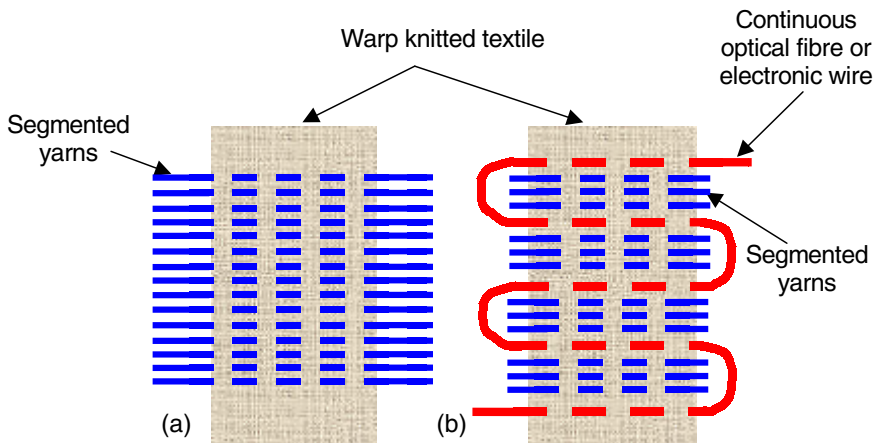 Warp knitted textile
Continuous
optical fibre or
electronic wire
Segmented
yarns
Segmented
yarns
(a)
(b)